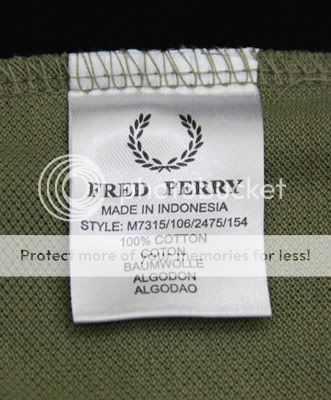 FRED PERRY
MADE IN INDONESIA
STYLE: M7315/106/2475/154
100% COTTON
COTON
BAUMWOLLE
ALGODON
ALGODAO
photobucket
Protect more of your memories for less!